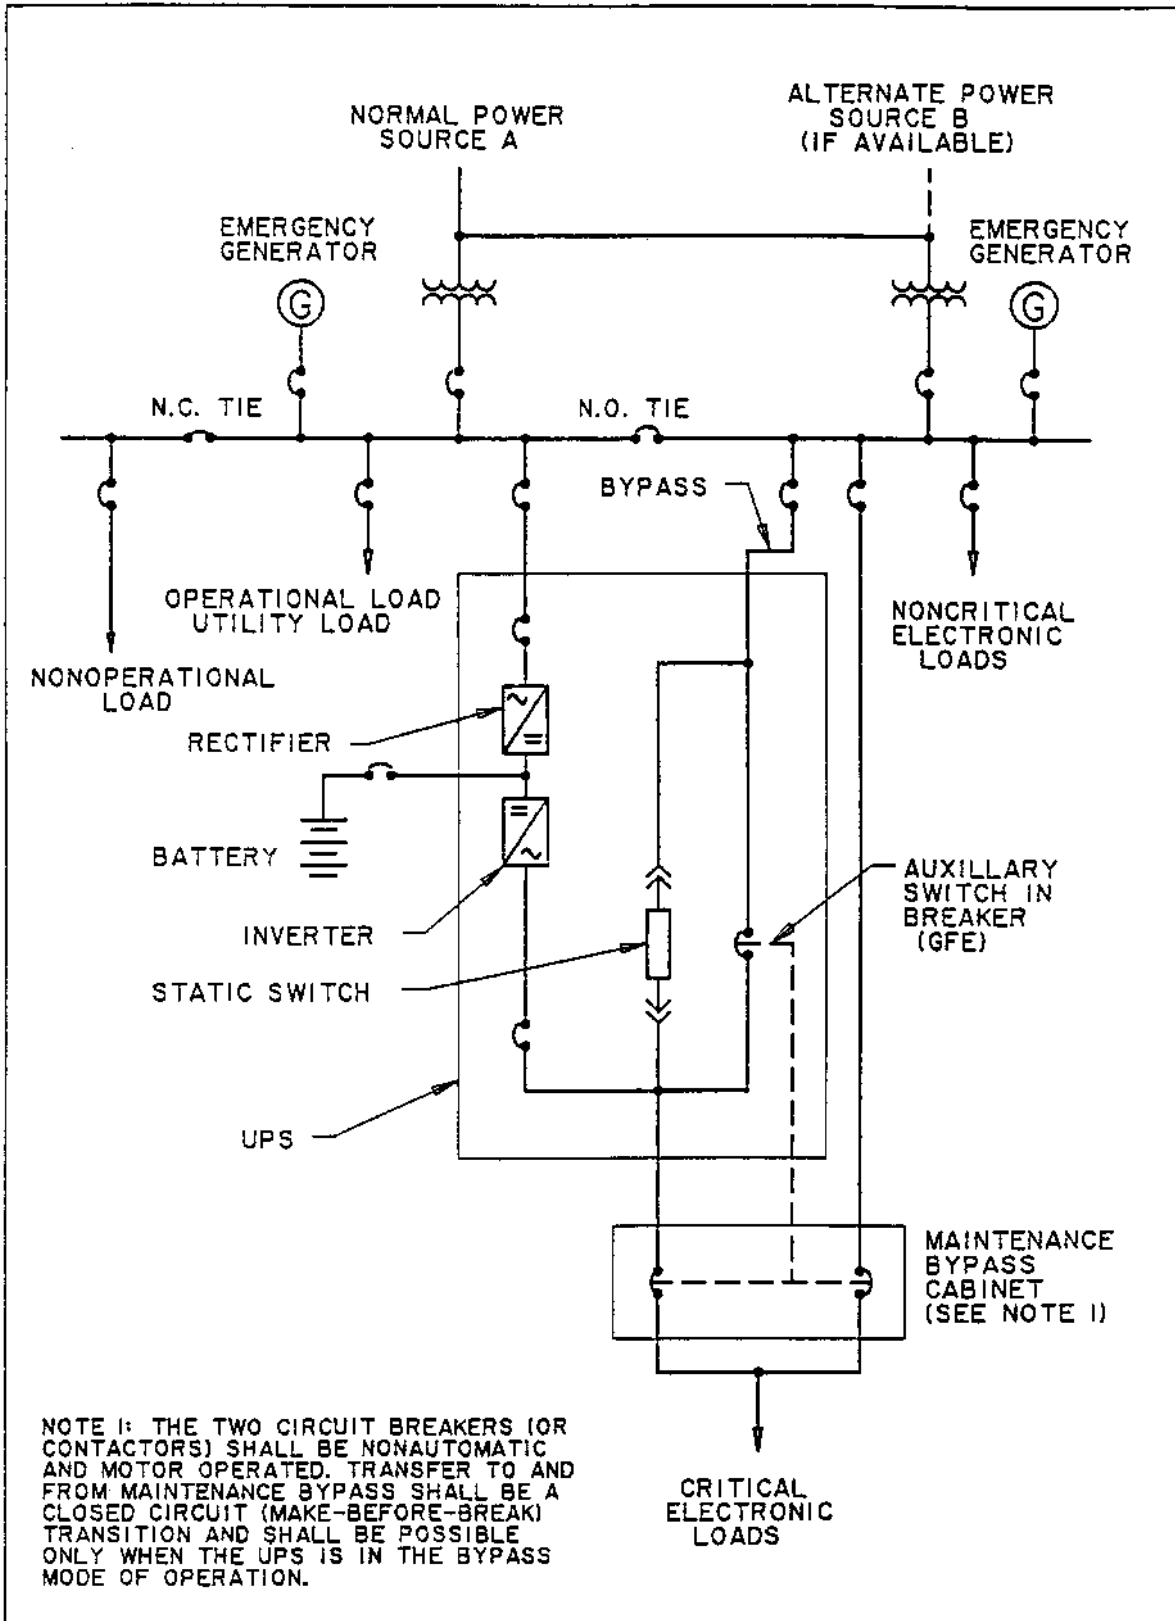 NORMAL POWER
SOURCE A
ALTERNATE POWER
SOURCE B
(IF AVAILABLE)
EMERGENCY
GENERATOR
EMERGENCY
GENERATOR
G
G
N.C. TIE
N.O. TIE
BYPASS
OPERATIONAL LOAD
UTILITY LOAD
NONCRITICAL
ELECTRONIC
LOADS
NONOPERATIONAL
LOAD
RECTIFIER
BATTERY
INVERTER
STATIC SWITCH
AUXILLARY
SWITCH IN
BREAKER
(GFE)
UPS
MAINTENANCE
BYPASS
CABINET
(SEE NOTE 1)
NOTE 1: THE TWO CIRCUIT BREAKERS (OR
CONTACTORS) SHALL BE NONAUTOMATIC
AND MOTOR OPERATED. TRANSFER TO AND
FROM MAINTENANCE BYPASS SHALL BE A
CLOSED CIRCUIT (MAKE-BEFORE-BREAK)
TRANSITION AND SHALL BE POSSIBLE
ONLY WHEN THE UPS IS IN THE BYPASS
MODE OF OPERATION.
CRITICAL
ELECTRONIC
LOADS